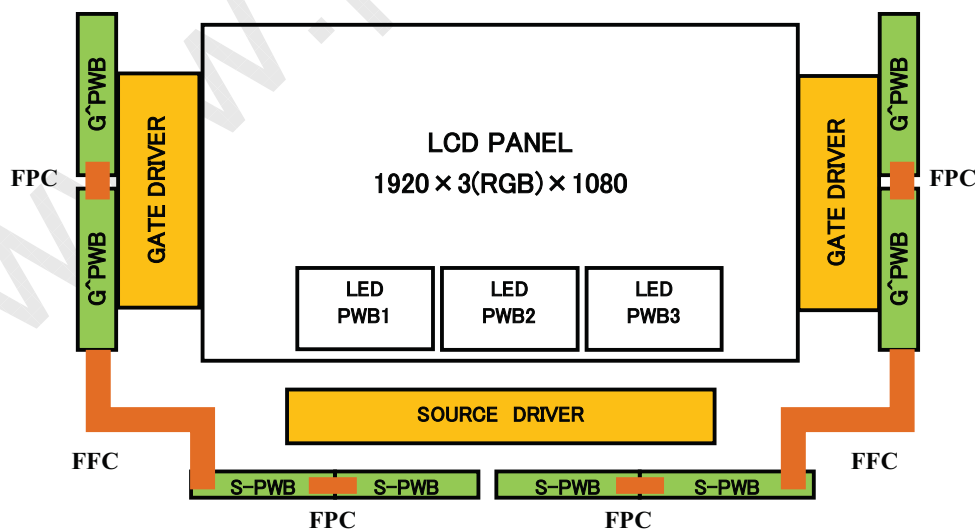 G^PWB
G^PWB
FPC
GATE DRIVER
LCD PANEL
1920×3(RGB)×1080
LED
PWB1
LED
PWB2
LED
PWB3
GATE DRIVER
G^PWB
G^PWB
FPC
SOURCE DRIVER
FFC
FFC
S-PWB
S-PWB
S-PWB
S-PWB
FPC
FPC